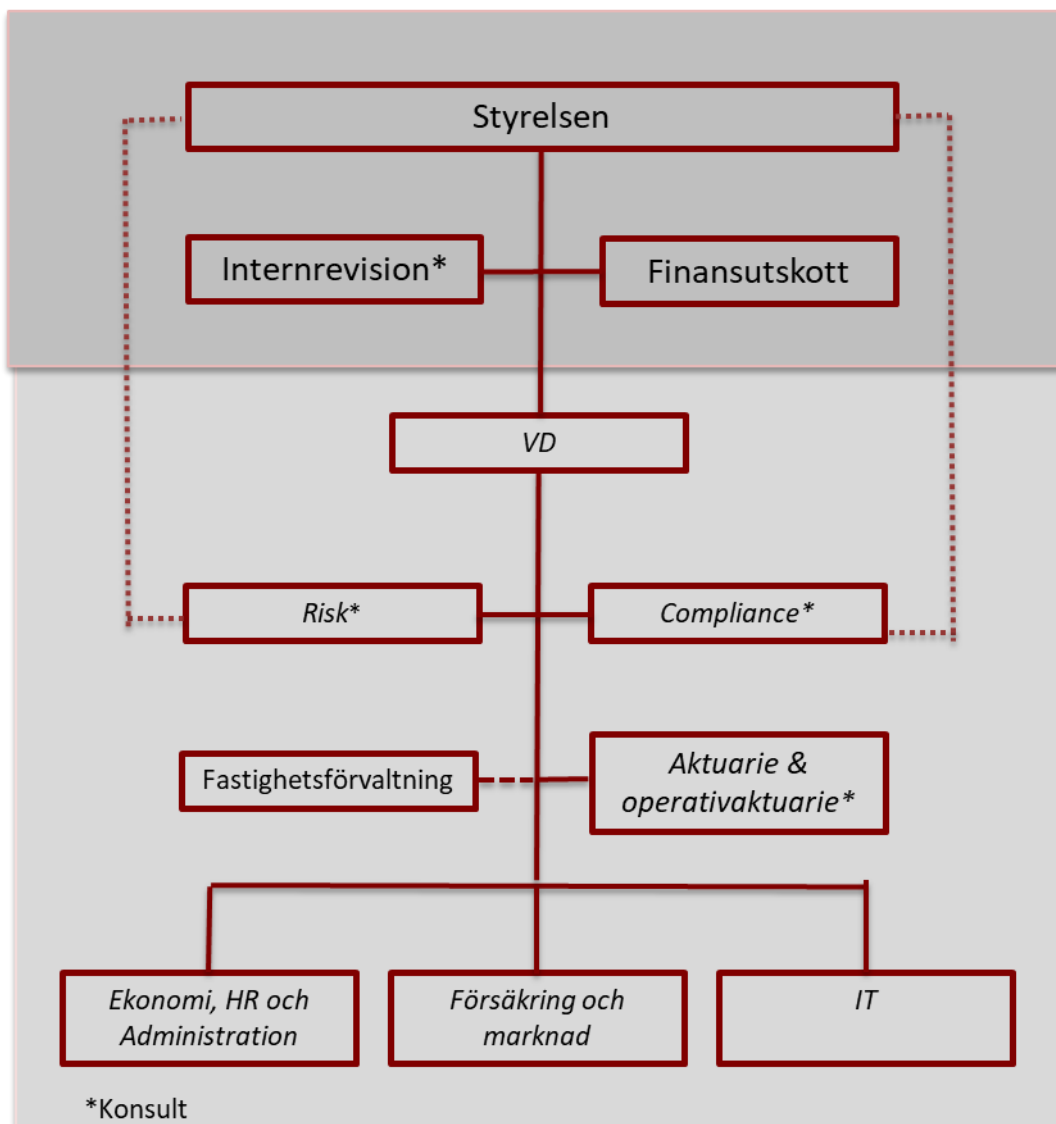 Styrelsen
Internrevision*
Finansutskott
VD
Risk*
Compliance*
Fastighetsförvaltning
Aktuarie &
operativaktuarie*
Ekonomi, HR och
Administration
Försäkring och
marknad
IT
*Konsult